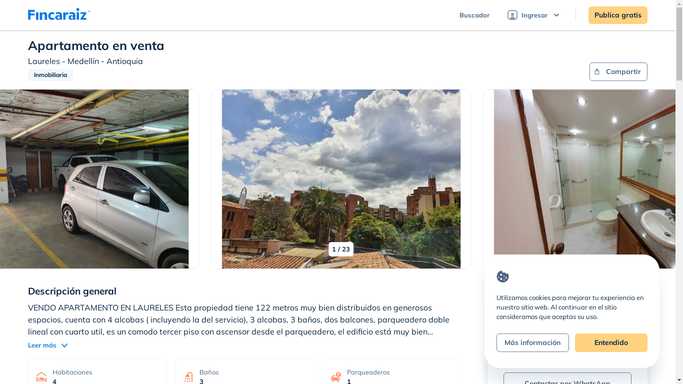 Fincaraiz
Buscador
Ingresar
Publica gratis
Apartamento en venta
Laureles - Medellín - Antioquia
Inmobiliaria
Compartir
1 / 23
Descripción general
VENDO APARTAMENTO EN LAURELES Esta propiedad tiene 122 metros muy bien distribuidos en generosos
espacios, cuenta con 4 alcobas ( incluyendo la del servicio), 3 alcobas, 3 baños, dos balcones, parqueadero doble
lineal con cuarto util, es un comodo tercer piso con ascensor desde el parqueadero, el edificio está muy bien...
Leer más
Habitaciones
4
Baños
3
Parqueaderos
1
Utilizamos cookies para mejorar tu experiencia en
nuestro sitio web. Al continuar en el sitio
consideramos que aceptas su uso.
Más información
Entendido
Contactar por WhatsApp